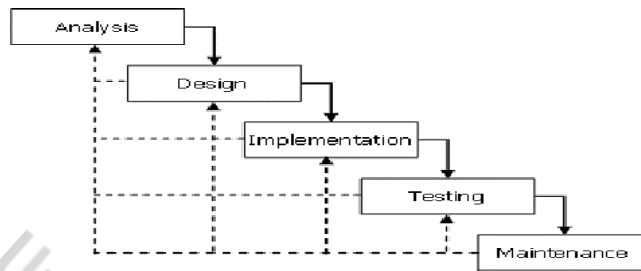 Analysis
Design
Implementation
Testing
Maintenance